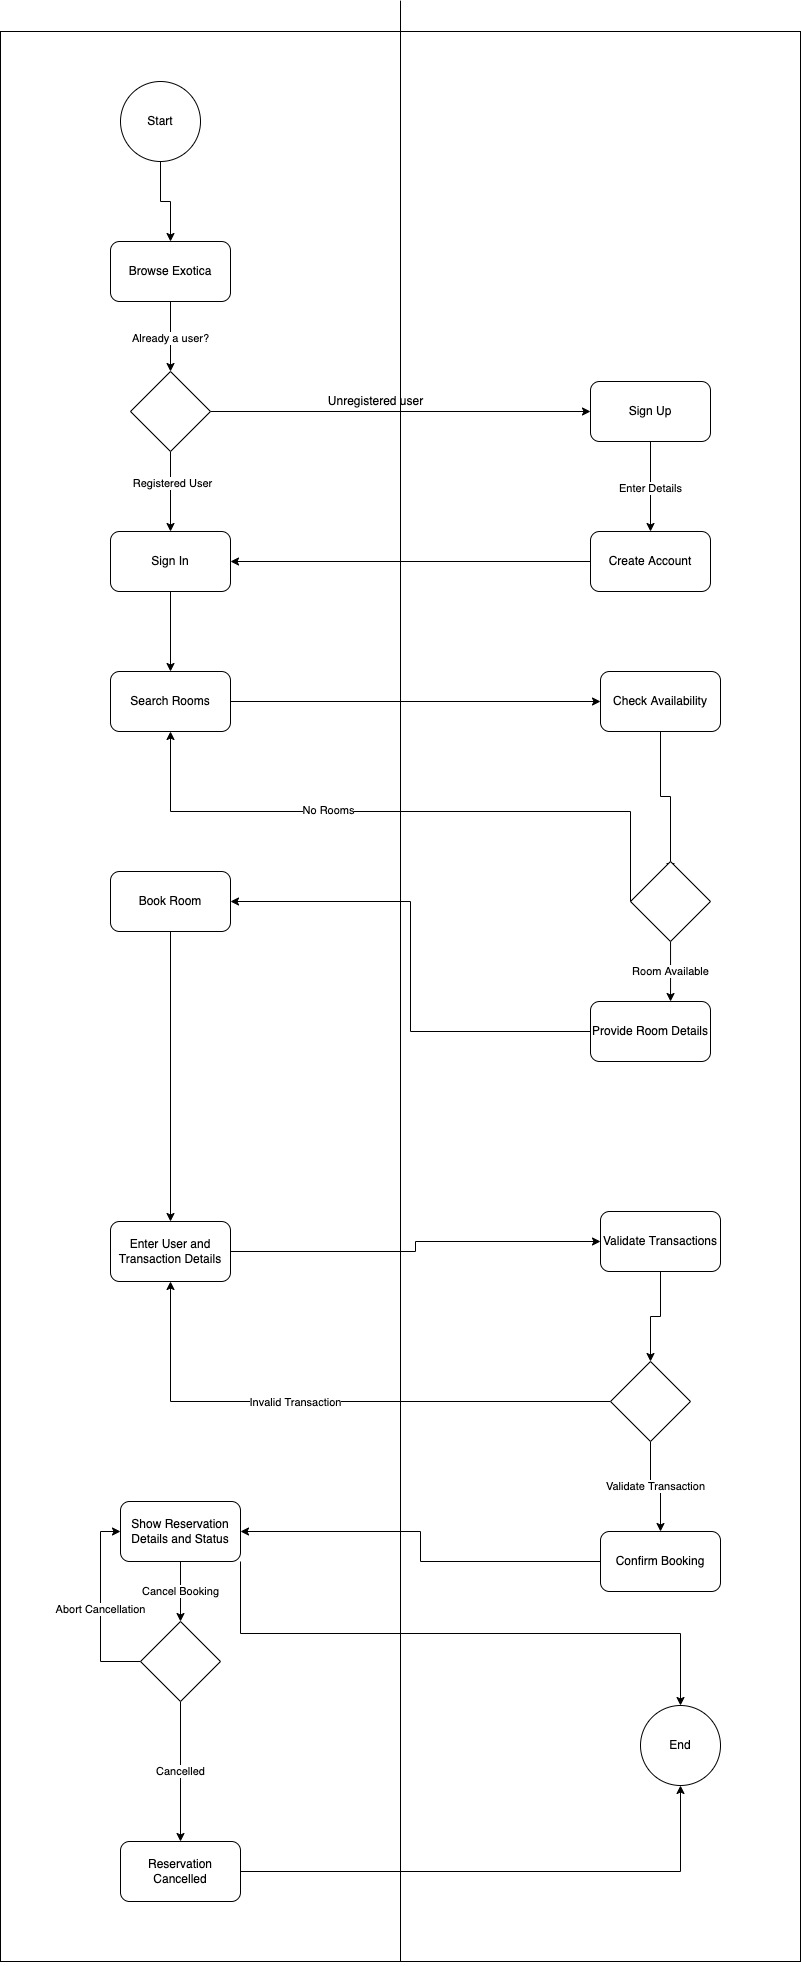 Start
Browse Exotica
Already a user?
Unregistered user
Sign Up
Registered User
Enter Details
Sign In
Create Account
Search Rooms
Check Availability
No Rooms
Book Room
Room Available
Provide Room Details
Enter User and
Transaction Details
Validate Transactions
Invalid Transaction
Validate Transaction
Show Reservation
Details and Status
Confirm Booking
Cancel Booking
Abort Cancellation
End
Cancelled
Reservation
Cancelled